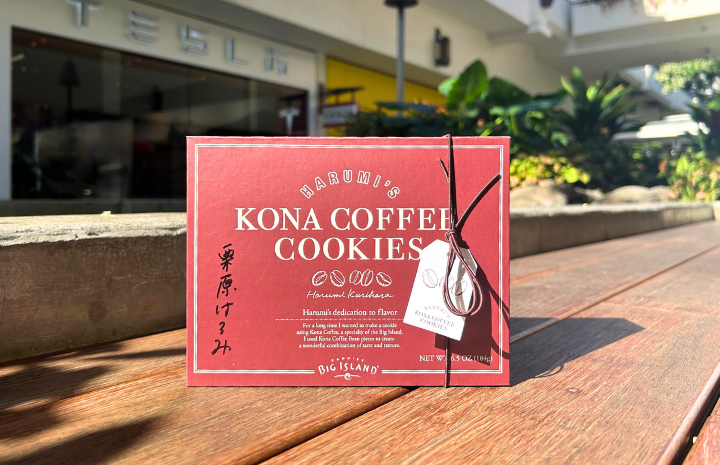 TESLA
HARUMI'S
KONA COFFEE
COOKIES
栗原はるみ
Harumi Kurihara
Harumi's dedication to flavor
For a long time I wanted to make a cookie
using Kona Coffee, a specialty of the Big Island.
I used Kona Coffee Bean pieces to create
a wonderful combination of taste and texture.
HARUMI'S
KONA COFFEE
COOKIES
NET WT. 6.5 OZ (184g)
BIG ISLAND